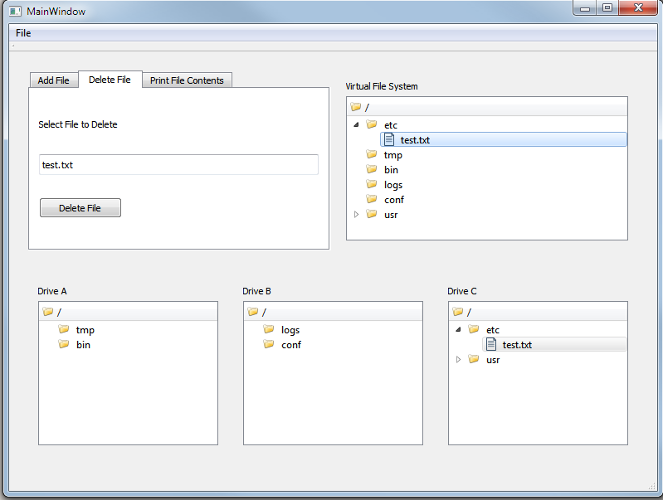 MainWindow
File
Add File
Delete File
Print File Contents
Select File to Delete
test.txt
Delete File
Virtual File System
/
etc
test.txt
tmp
bin
logs
conf
usr
Drive A
/
tmp
bin
Drive B
/
logs
conf
Drive C
/
etc
test.txt
usr